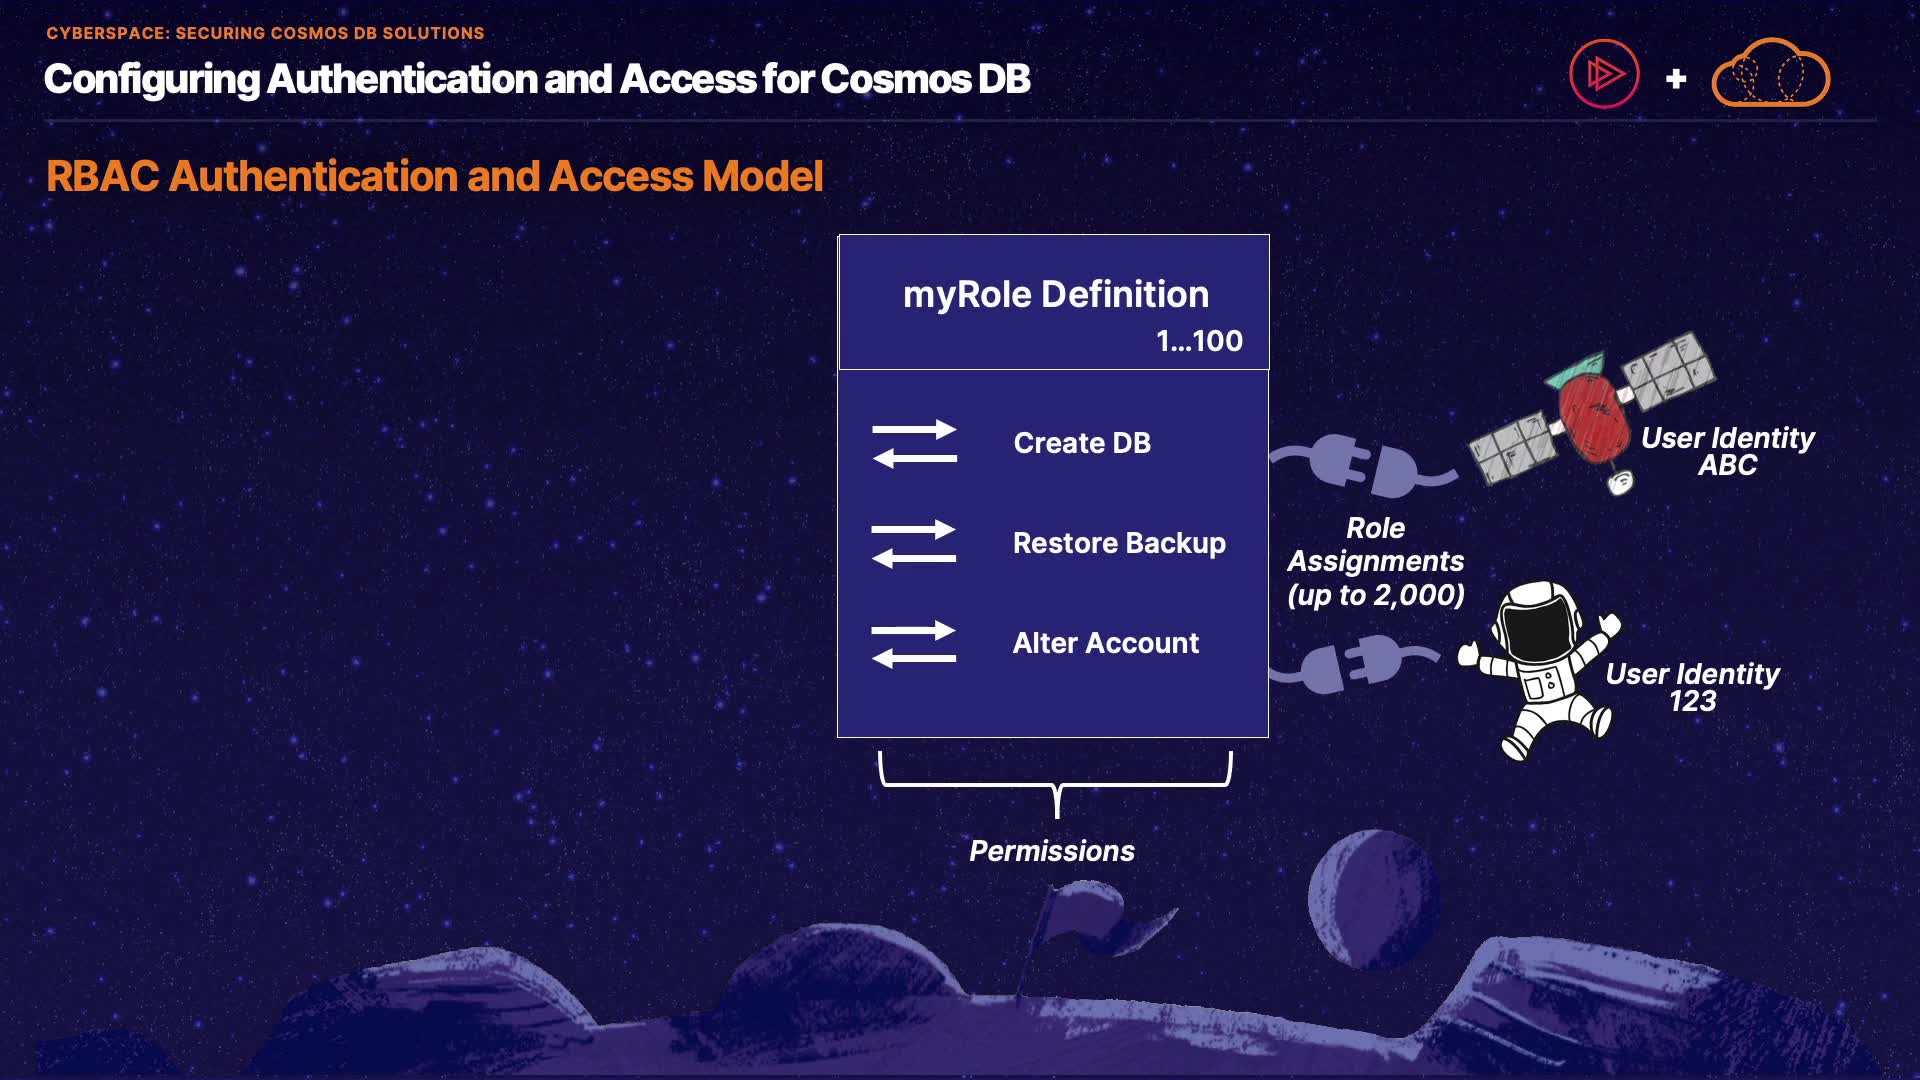 CYBERSPACE: SECURING COSMOS DB SOLUTIONS
Configuring Authentication and Access for Cosmos DB
+
RBAC Authentication and Access Model
myRole Definition
1...100
Create DB
Restore Backup
Alter Account
Permissions
Role
Assignments
(up to 2,000)
User Identity
ABC
User Identity
123